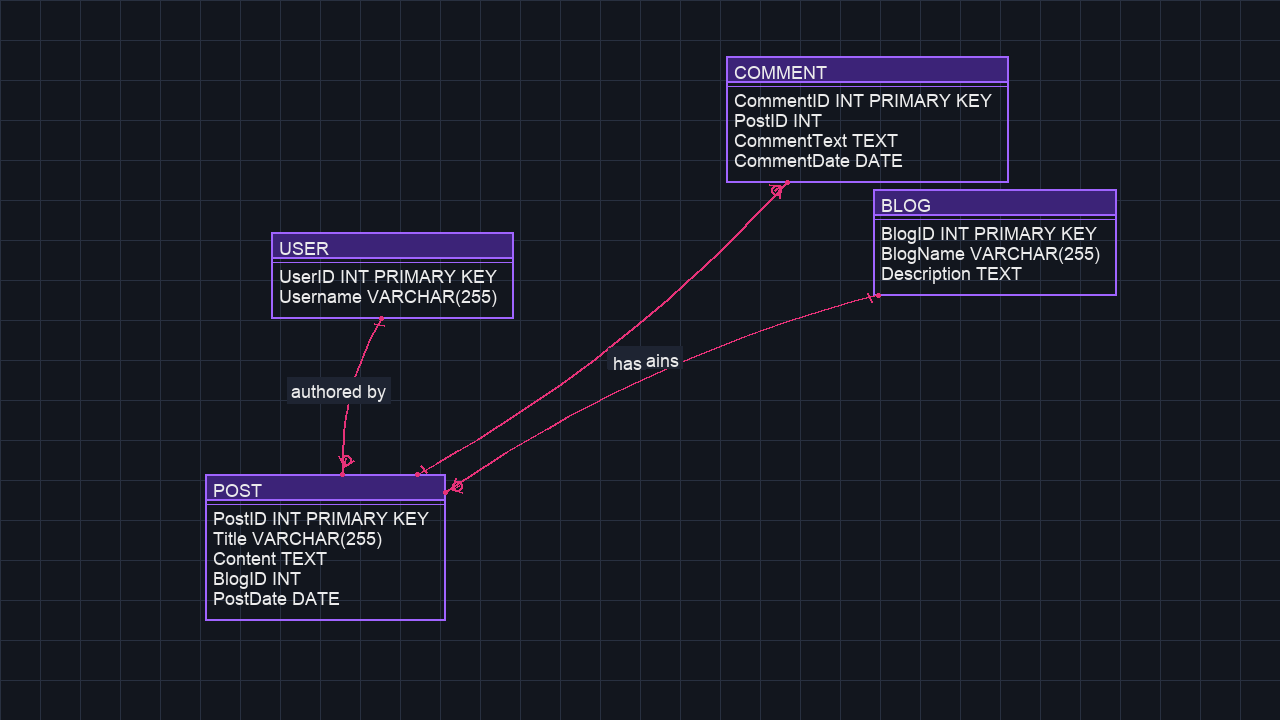 COMMENT
CommentID INT PRIMARY KEY
PostID INT
CommentText TEXT
CommentDate DATE
BLOG
BlogID INT PRIMARY KEY
BlogName VARCHAR(255)
Description TEXT
USER
UserID INT PRIMARY KEY
Username VARCHAR(255)
has
authored by
POST
PostID INT PRIMARY KEY
Title VARCHAR(255)
Content TEXT
BlogID INT
PostDate DATE